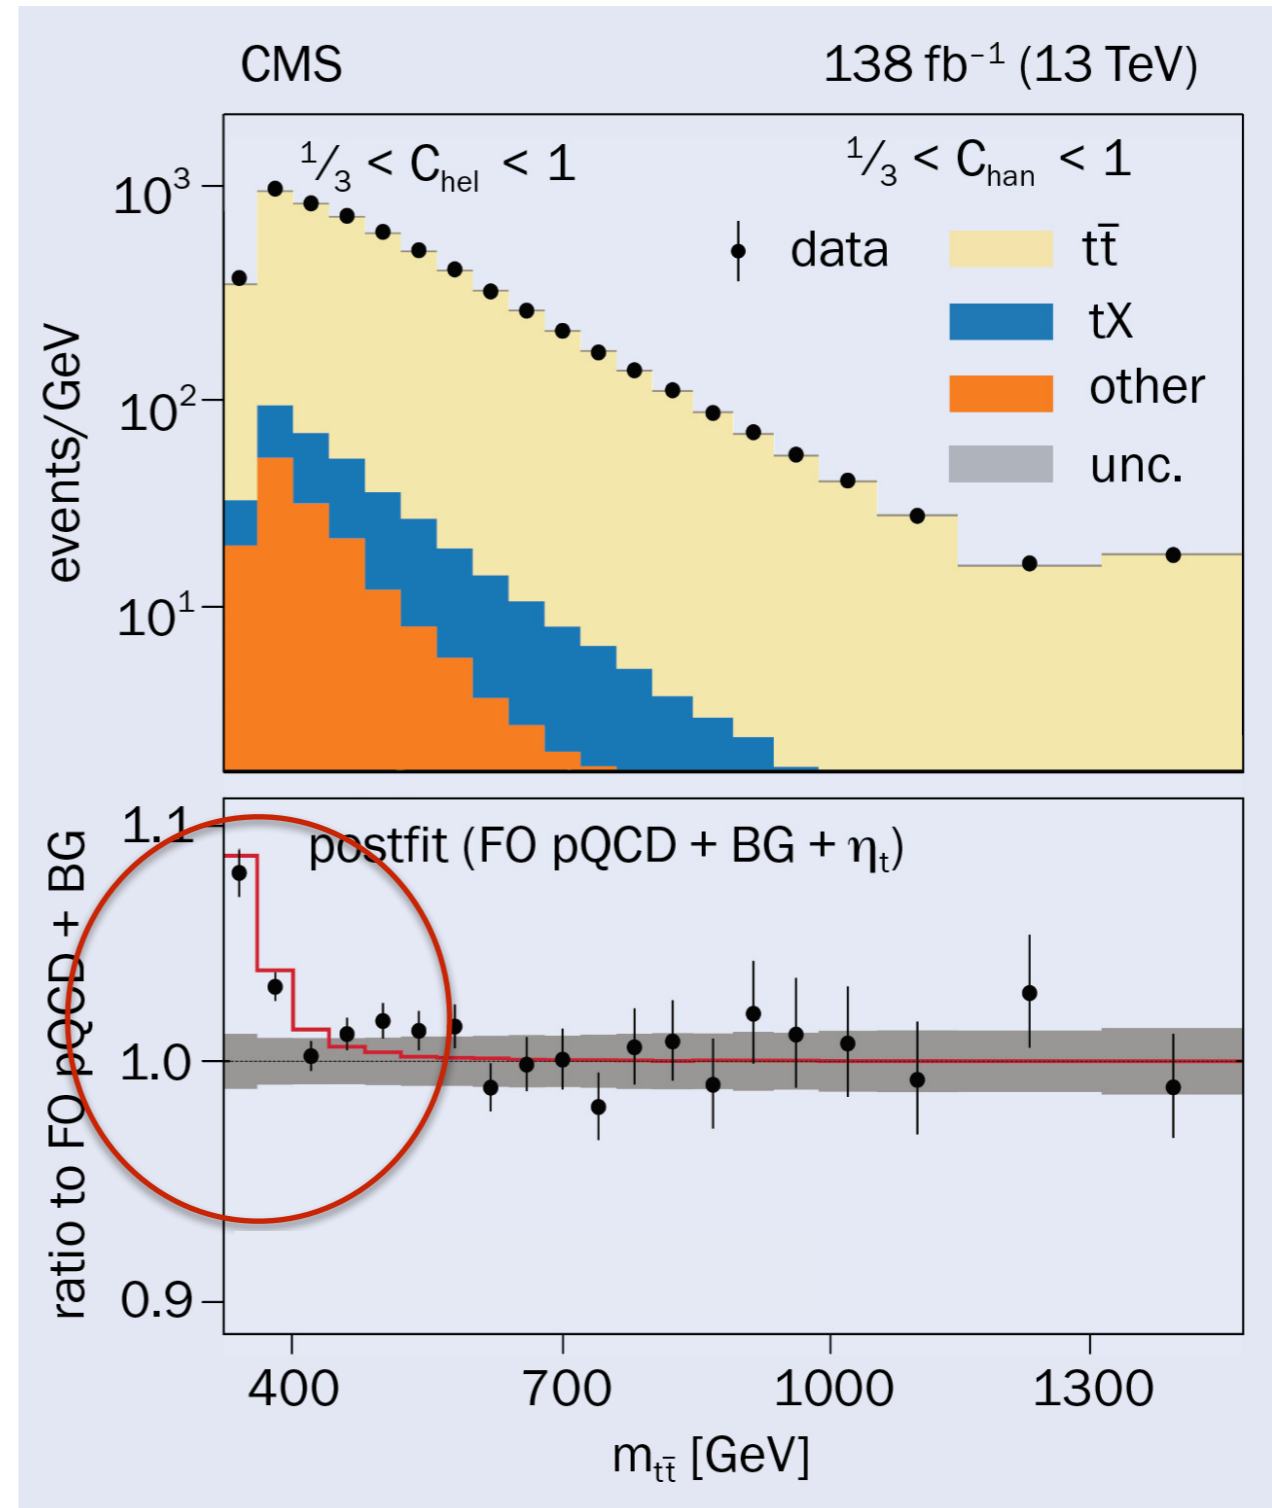 CMS
138 fb⁻¹ (13 TeV)
⅓ < C_hel < 1
⅓ < C_han < 1
data
tt̄
tX
other
unc.
10³
10²
10¹
events/GeV
postfit (FO pQCD + BG + η_t)
1.1
1.0
0.9
ratio to FO pQCD + BG
400 700 1000 1300
m_tt̄ [GeV]